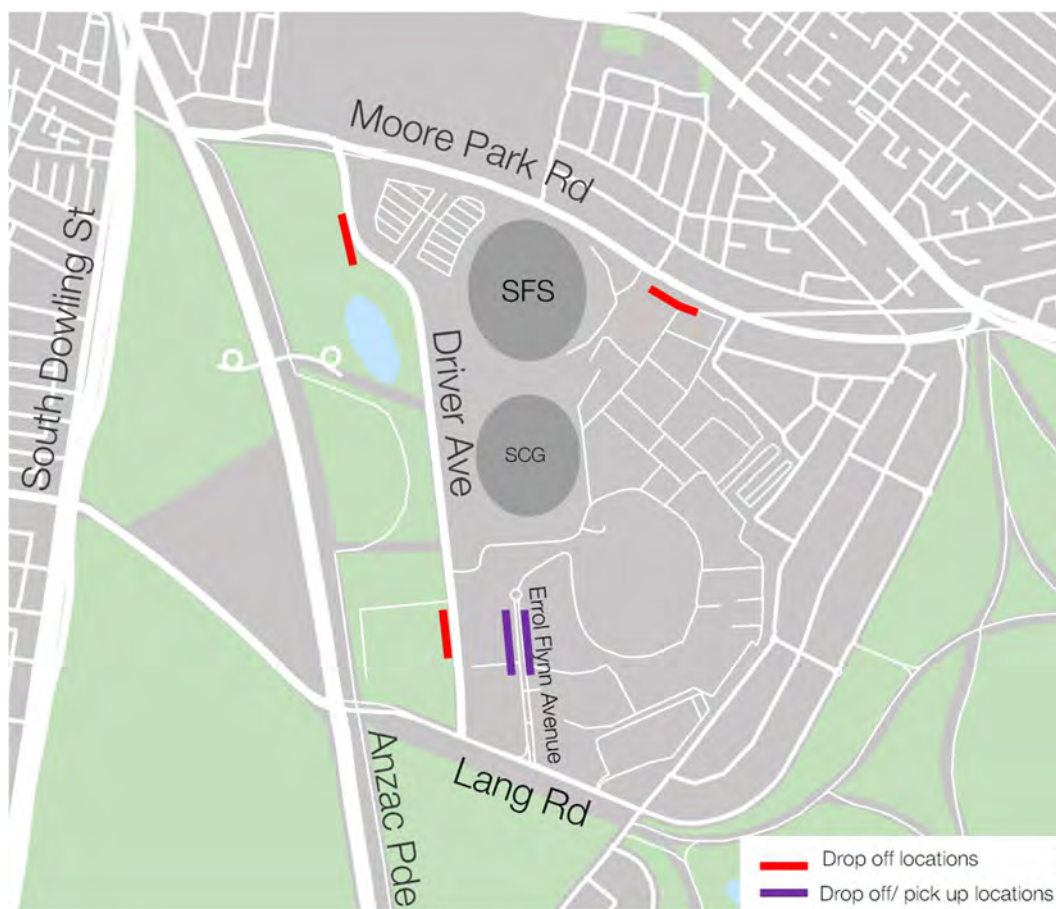 Moore Park Rd
South Dowling St
SFS
Driver Ave
SCG
Errol Flynn Avenue
Anzac Pde
Lang Rd
Drop off locations
Drop off/ pick up locations